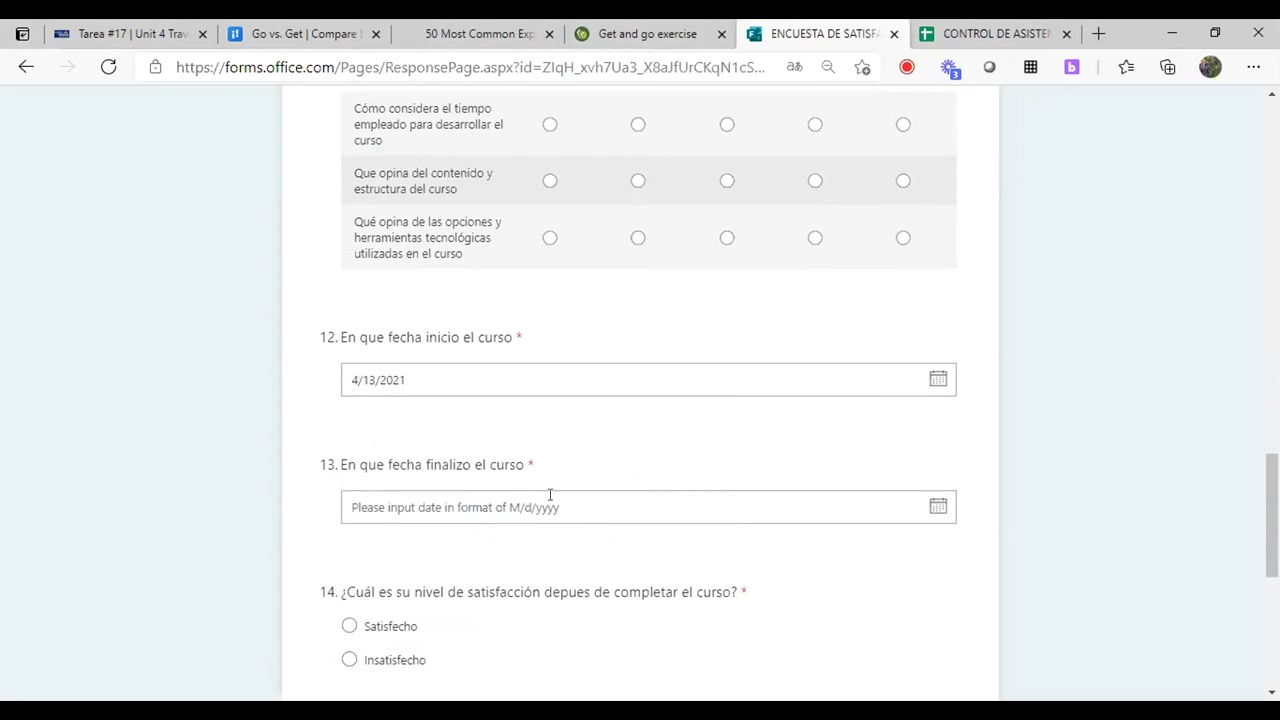 Tarea #17 | Unit 4 Trav
Go vs. Get | Compare
50 Most Common Exp
Get and go exercise
ENCUESTA DE SATISFA
CONTROL DE ASISTEN
https://forms.office.com/Pages/ResponsePage.aspx?id=ZIqH_xvh7Ua3_X8aJfUrCKqN1cS...
3
Cómo considera el tiempo
empleado para desarrollar el
curso
Que opina del contenido y
estructura del curso
Qué opina de las opciones y
herramientas tecnológicas
utilizadas en el curso
12. En que fecha inicio el curso *
4/13/2021
13. En que fecha finalizo el curso *
Please input date in format of M/d/yyyy
14. ¿Cuál es su nivel de satisfacción depues de completar el curso? *
Satisfecho
Insatisfecho